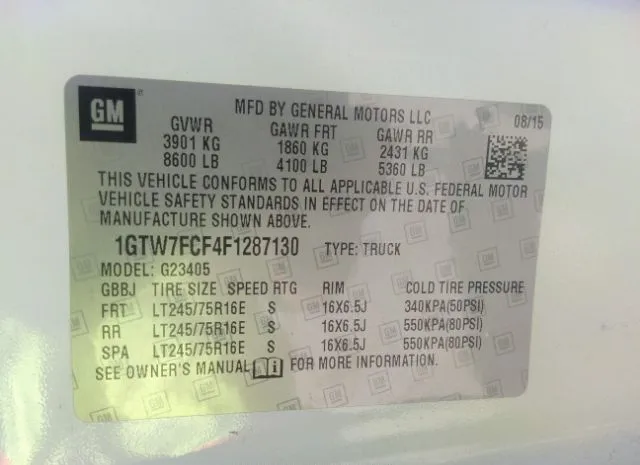 GM
MFD BY GENERAL MOTORS LLC
08/15
GVWR GAWR FRT GAWR RR
3901 KG 1860 KG 2431 KG
8600 LB 4100 LB 5360 LB
THIS VEHICLE CONFORMS TO ALL APPLICABLE U.S. FEDERAL MOTOR
VEHICLE SAFETY STANDARDS IN EFFECT ON THE DATE OF
MANUFACTURE SHOWN ABOVE.
1GTW7FCF4F1287130 TYPE: TRUCK
MODEL: G23405
GBBJ TIRE SIZE SPEED RTG RIM COLD TIRE PRESSURE
FRT LT245/75R16E S 16X6.5J 340KPA(50PSI)
RR LT245/75R16E S 16X6.5J 550KPA(80PSI)
SPA LT245/75R16E S 16X6.5J 550KPA(80PSI)
SEE OWNER'S MANUAL FOR MORE INFORMATION.